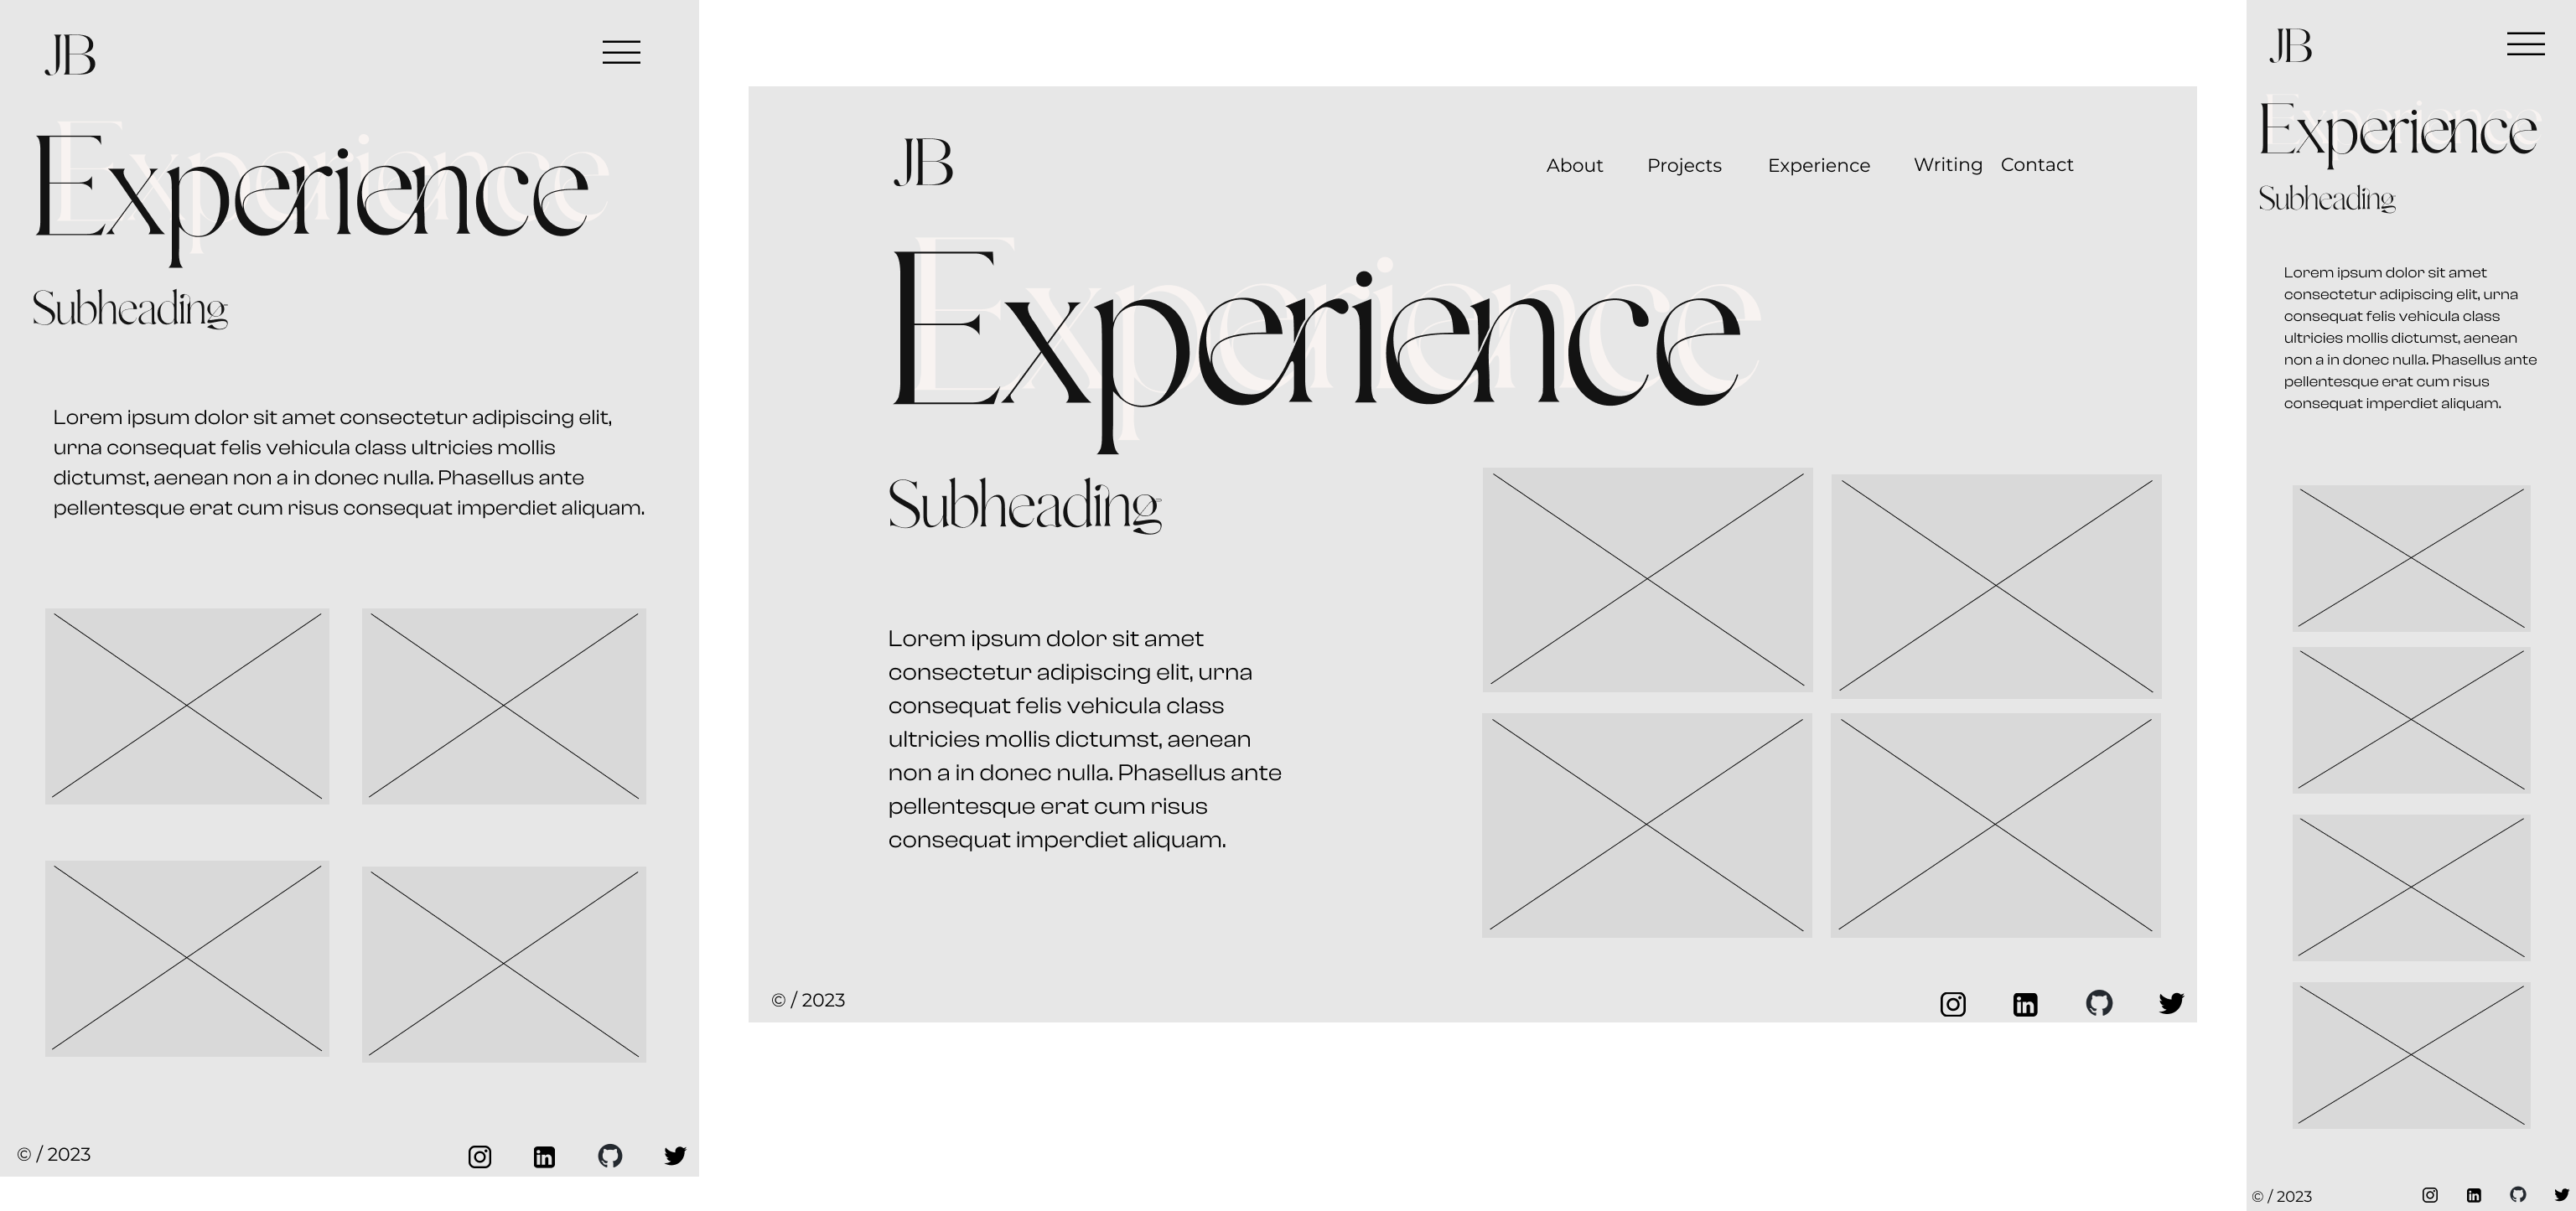 JB
Experience
Subheading
Lorem ipsum dolor sit amet consectetur adipiscing elit,
urna consequat felis vehicula class ultricies mollis
dictumst, aenean non a in donec nulla. Phasellus ante
pellentesque erat cum risus consequat imperdiet aliquam.
© / 2023
JB
About Projects Experience Writing Contact
Experience
Subheading
Lorem ipsum dolor sit amet
consectetur adipiscing elit, urna
consequat felis vehicula class
ultricies mollis dictumst, aenean
non a in donec nulla. Phasellus ante
pellentesque erat cum risus
consequat imperdiet aliquam.
© / 2023
JB
Experience
Subheading
Lorem ipsum dolor sit amet
consectetur adipiscing elit, urna
consequat felis vehicula class
ultricies mollis dictumst, aenean
non a in donec nulla. Phasellus ante
pellentesque erat cum risus
consequat imperdiet aliquam.
© / 2023